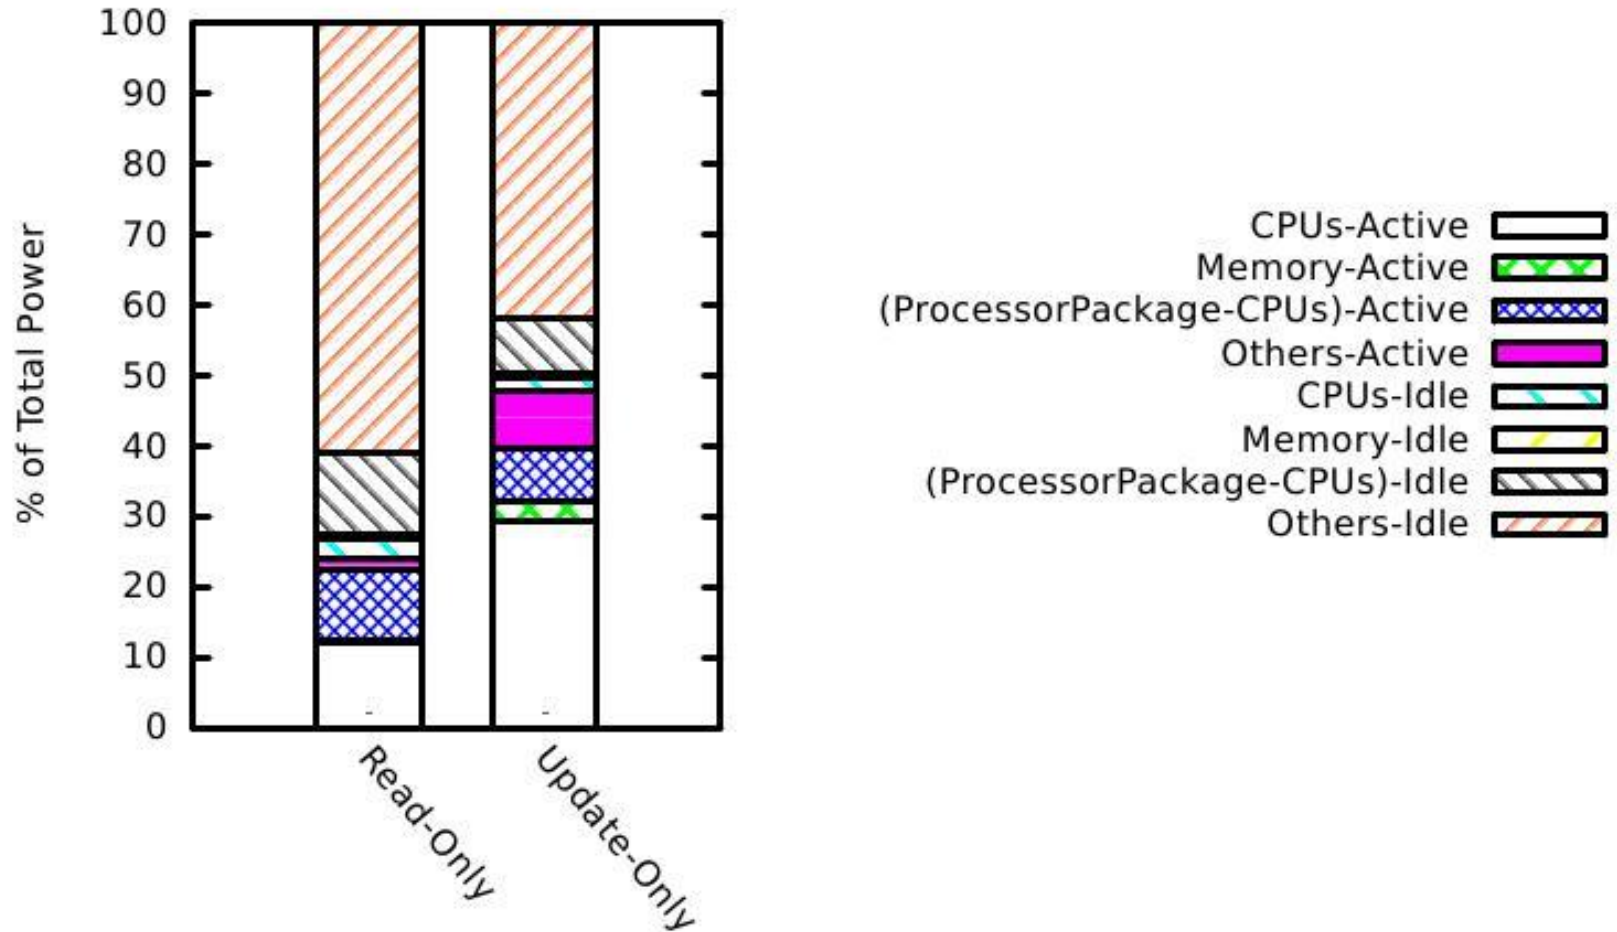 % of Total Power
100
90
80
70
60
50
40
30
20
10
0
Read-Only
Update-Only
CPUs-Active
Memory-Active
(ProcessorPackage-CPUs)-Active
Others-Active
CPUs-Idle
Memory-Idle
(ProcessorPackage-CPUs)-Idle
Others-Idle